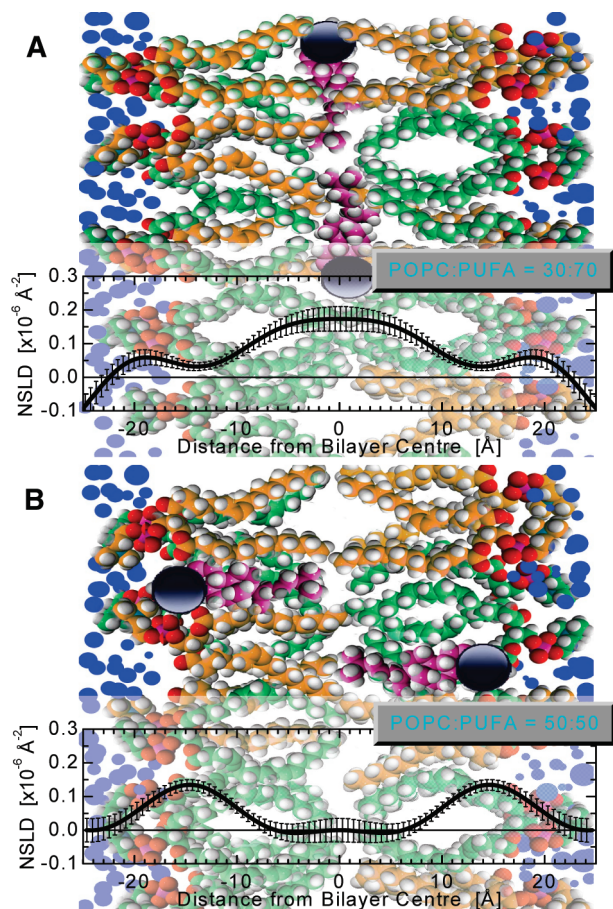 A
POPC:PUFA = 30:70
0.3
0.2
0.1
0.0
-0.1
NSLD [x10⁻⁶ Å⁻²]
-20 -10 0 10 20
Distance from Bilayer Centre [Å]
B
POPC:PUFA = 50:50
0.3
0.2
0.1
0.0
-0.1
NSLD [x10⁻⁶ Å⁻²]
-20 -10 0 10 20
Distance from Bilayer Centre [Å]